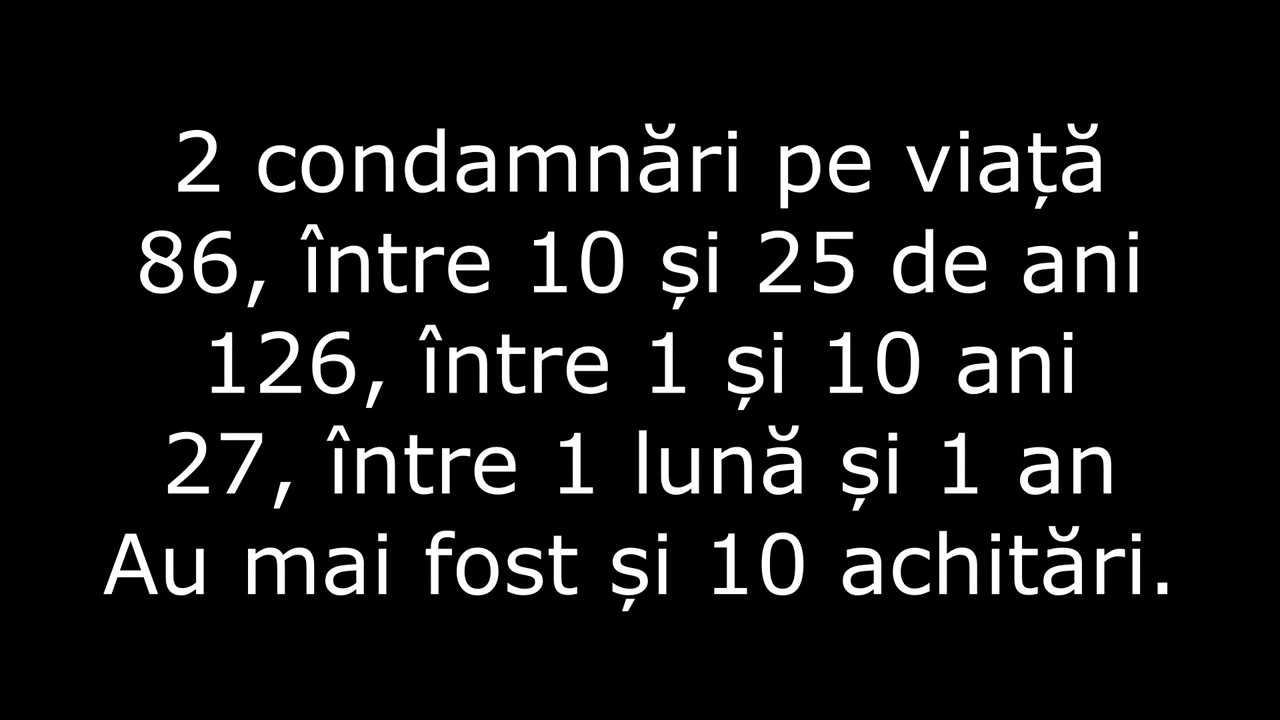 2 condamnări pe viață
86, între 10 și 25 de ani
126, între 1 și 10 ani
27, între 1 lună și 1 an
Au mai fost și 10 achitări.